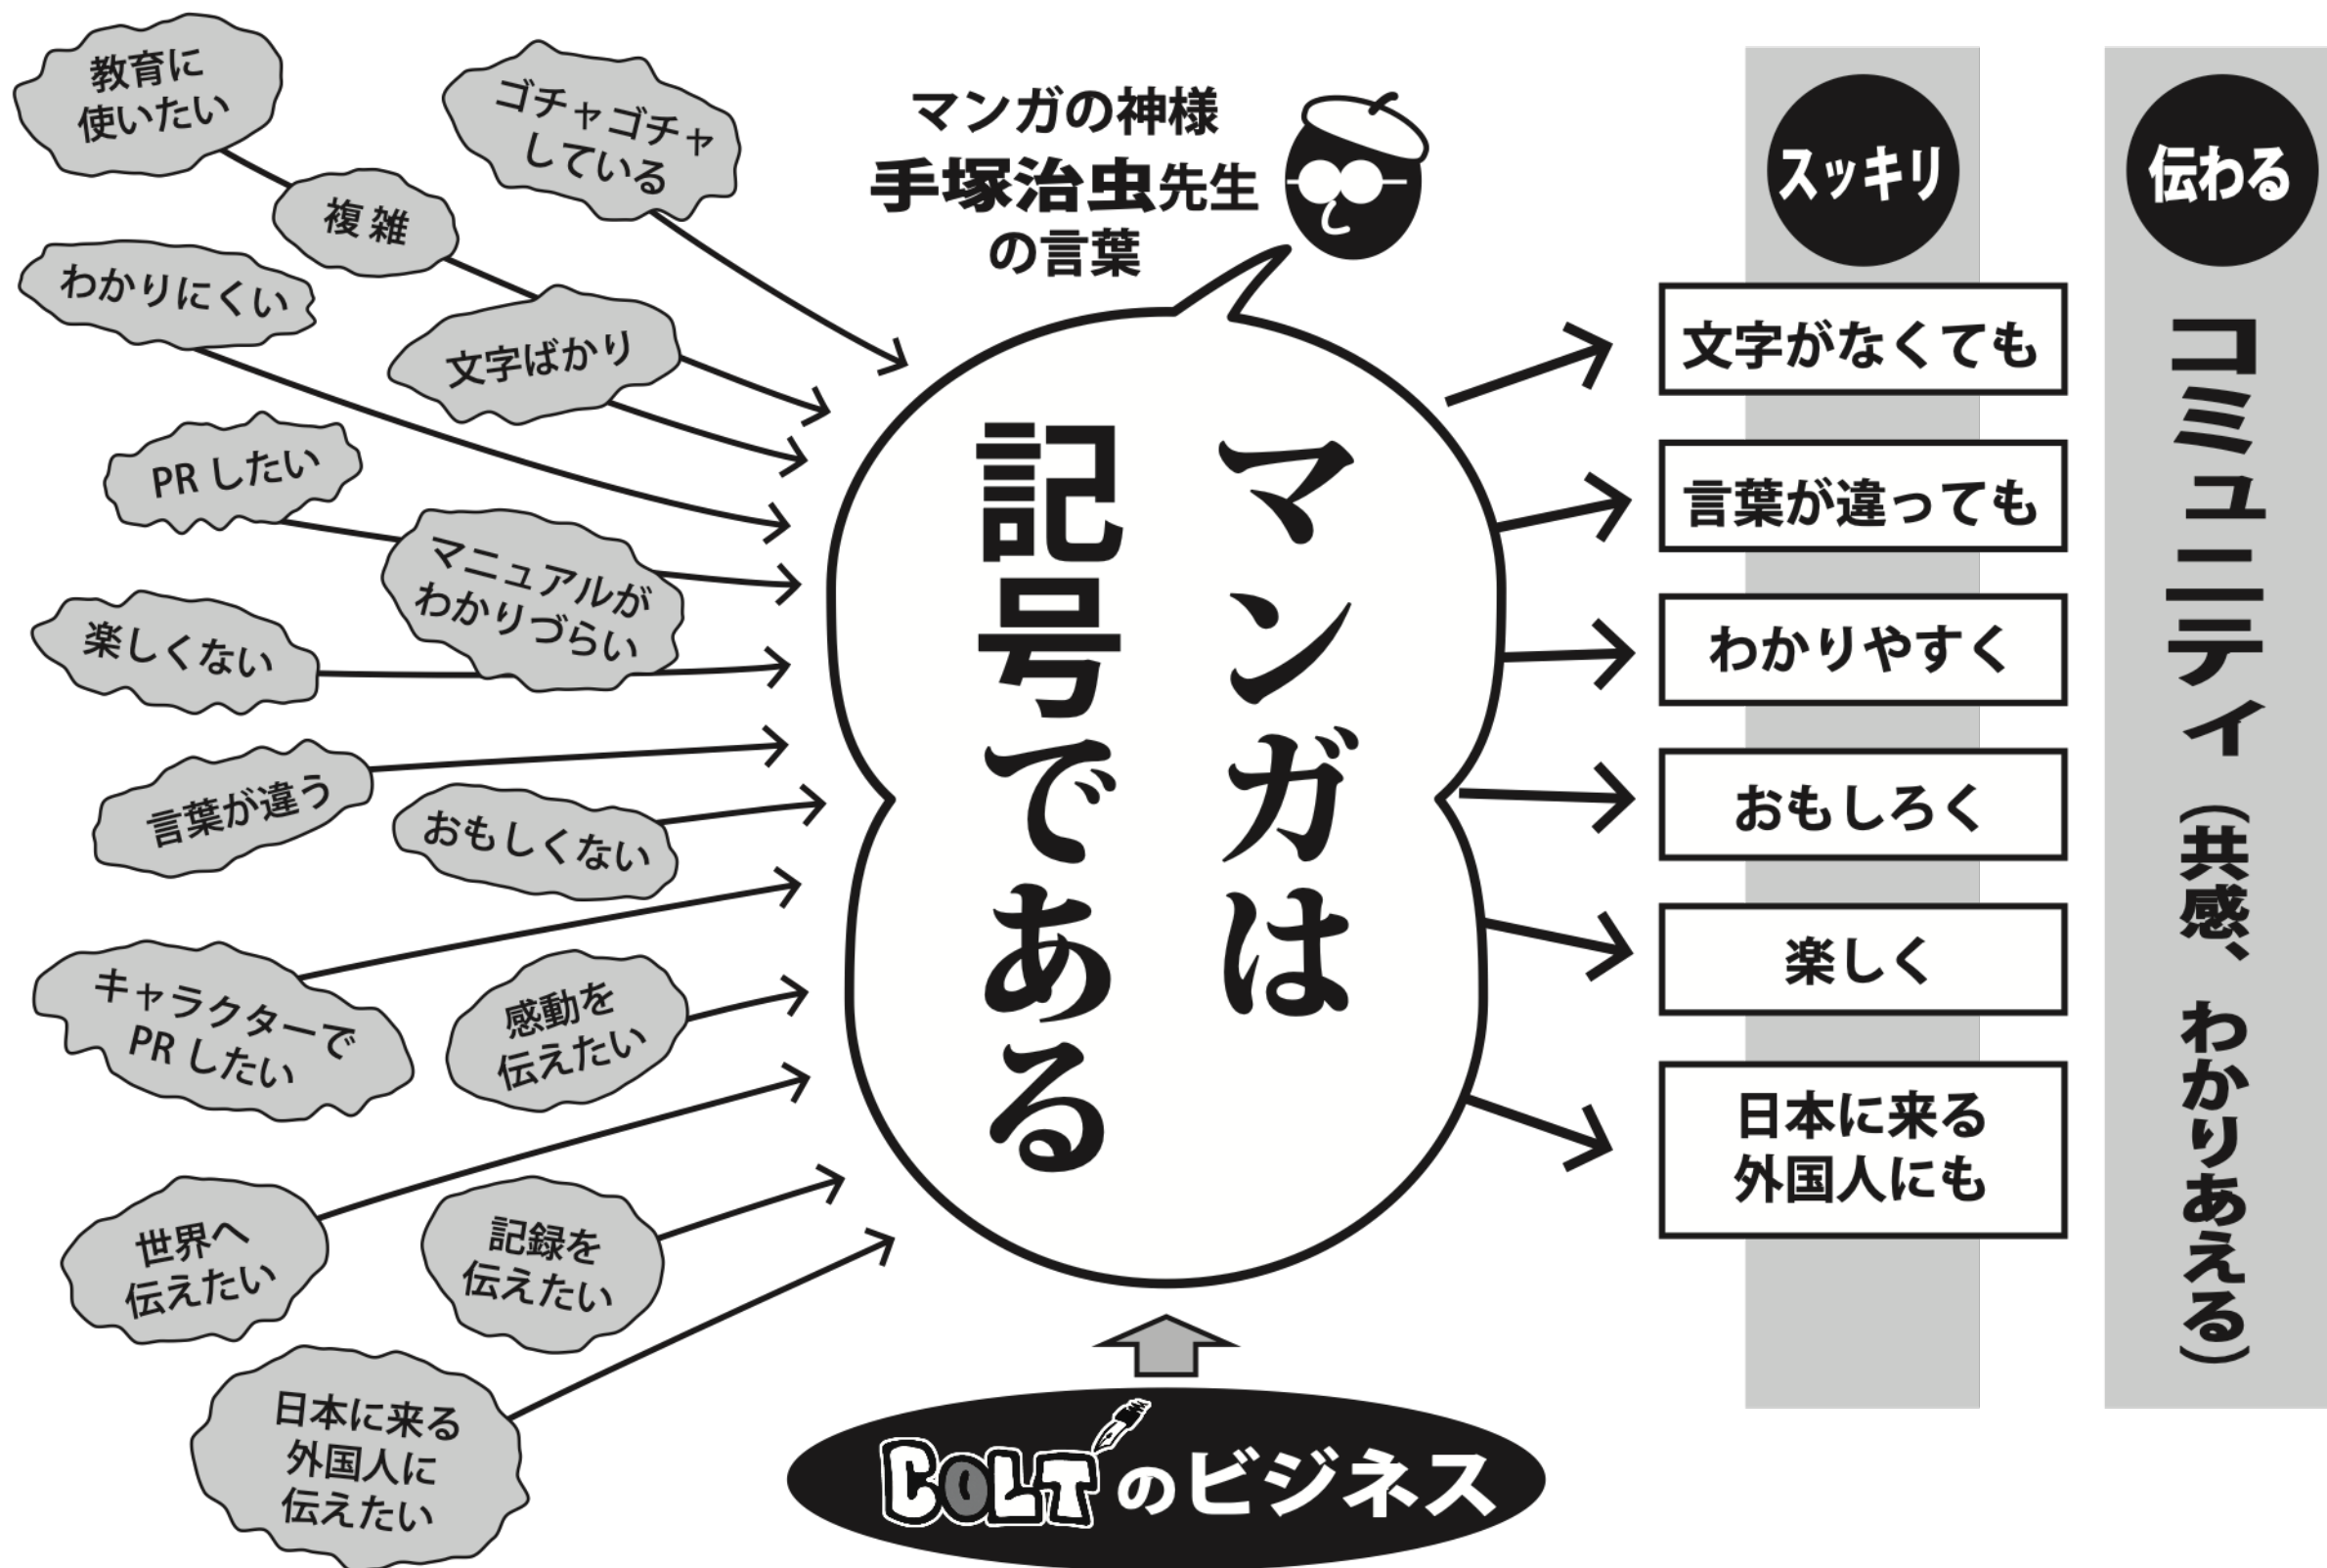 教育に
使いたい
ゴチャゴチャ
している
複雑
わかりにくい
文字ばかり
PRしたい
マニュアルが
わかりづらい
楽しくない
言葉が違う
おもしくない
キャラクターで
PRしたい
感動を
伝えたい
世界へ
伝えたい
記録を
伝えたい
日本に来る
外国人に
伝えたい
マンガの神様
手塚治虫先生
の言葉
マンガは
記号である
COLTのビジネス
スッキリ
文字がなくても
言葉が違っても
わかりやすく
おもしろく
楽しく
日本に来る
外国人にも
伝わる
コミュニティ（共感、わかりあえる）